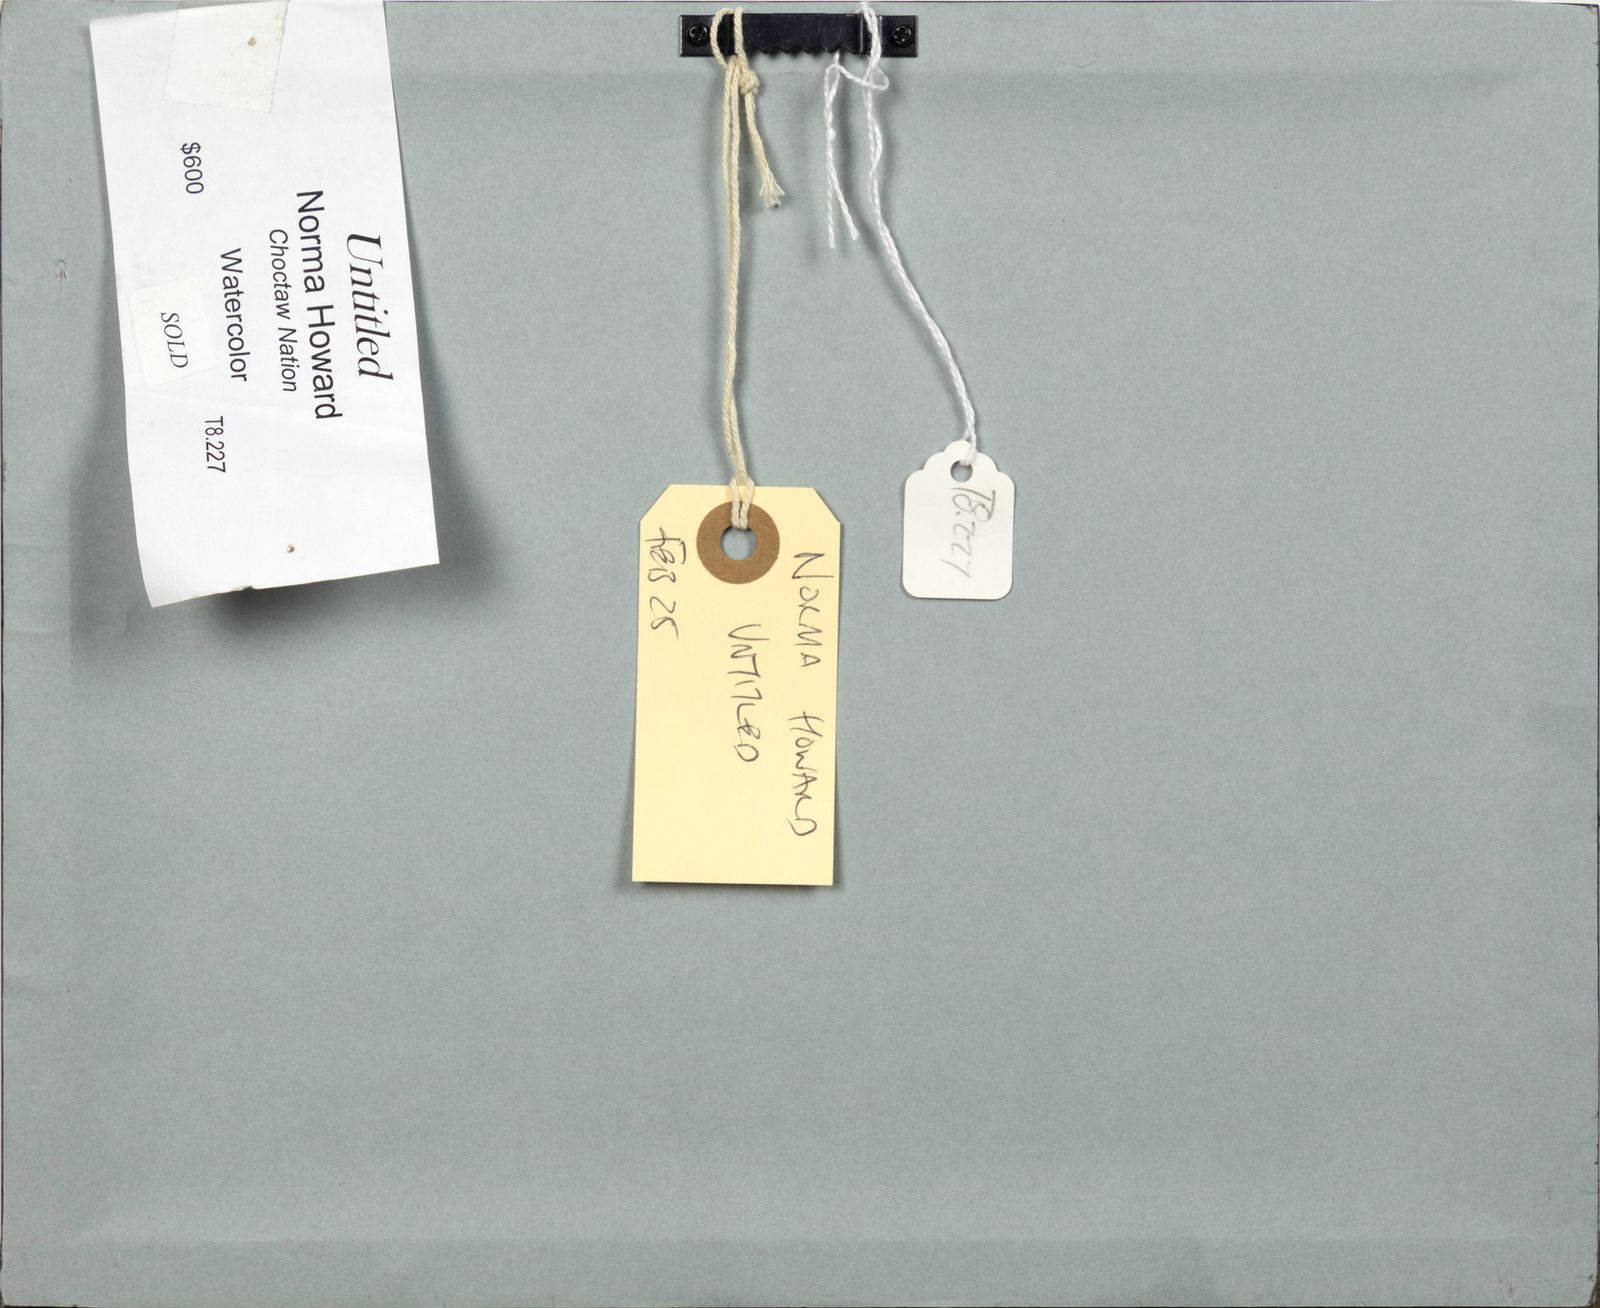 Untitled
Norma Howard
Choctaw Nation
Watercolor
$600
T8.227
SOLD
NORMA HOWARD
UNTITLED
FEB 25
T8.227